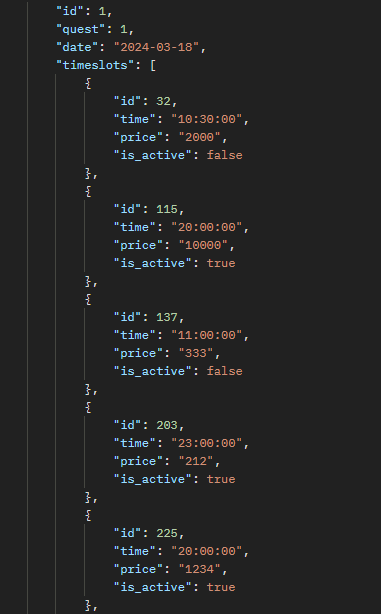 "id": 1,
"quest": 1,
"date": "2024-03-18",
"timeslots": [
{
"id": 32,
"time": "10:30:00",
"price": "2000",
"is_active": false
},
{
"id": 115,
"time": "20:00:00",
"price": "10000",
"is_active": true
},
{
"id": 137,
"time": "11:00:00",
"price": "333",
"is_active": false
},
{
"id": 203,
"time": "23:00:00",
"price": "212",
"is_active": true
},
{
"id": 225,
"time": "20:00:00",
"price": "1234",
"is_active": true
},